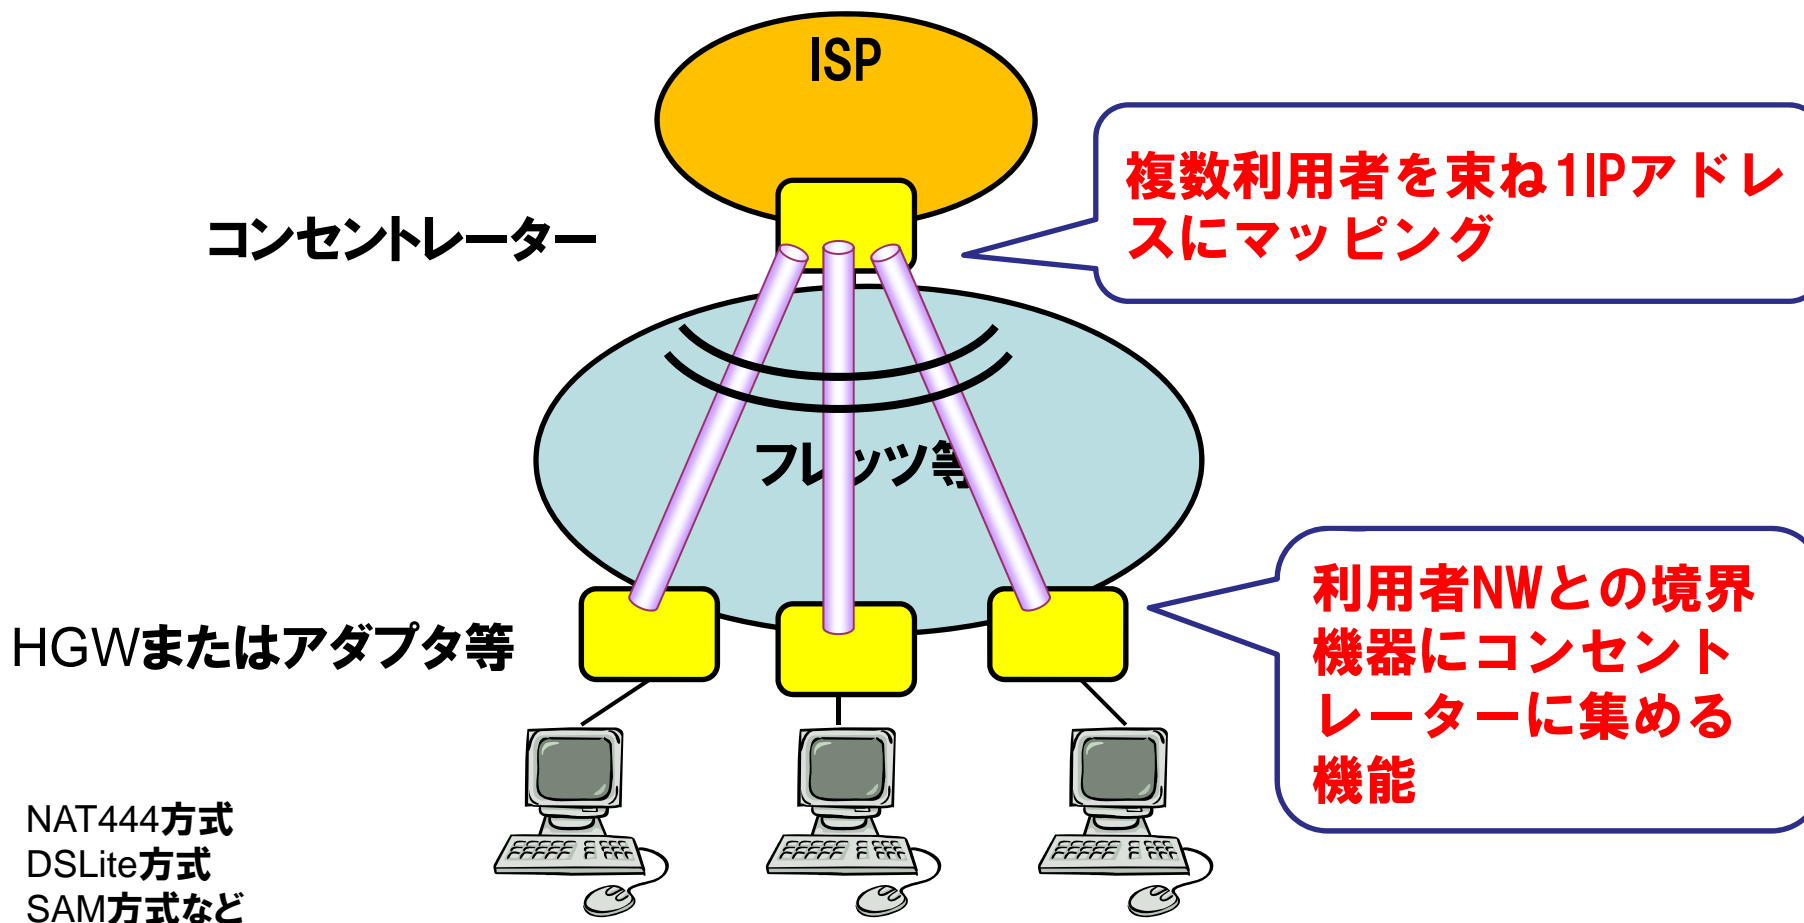 ISP
複数利用者を束ね1IPアドレ
スにマッピング
コンセントレーター
フレッツ等
利用者NWとの境界
機器にコンセント
レーターに集める
機能
HGWまたはアダプタ等
NAT444方式
DSLite方式
SAM方式など